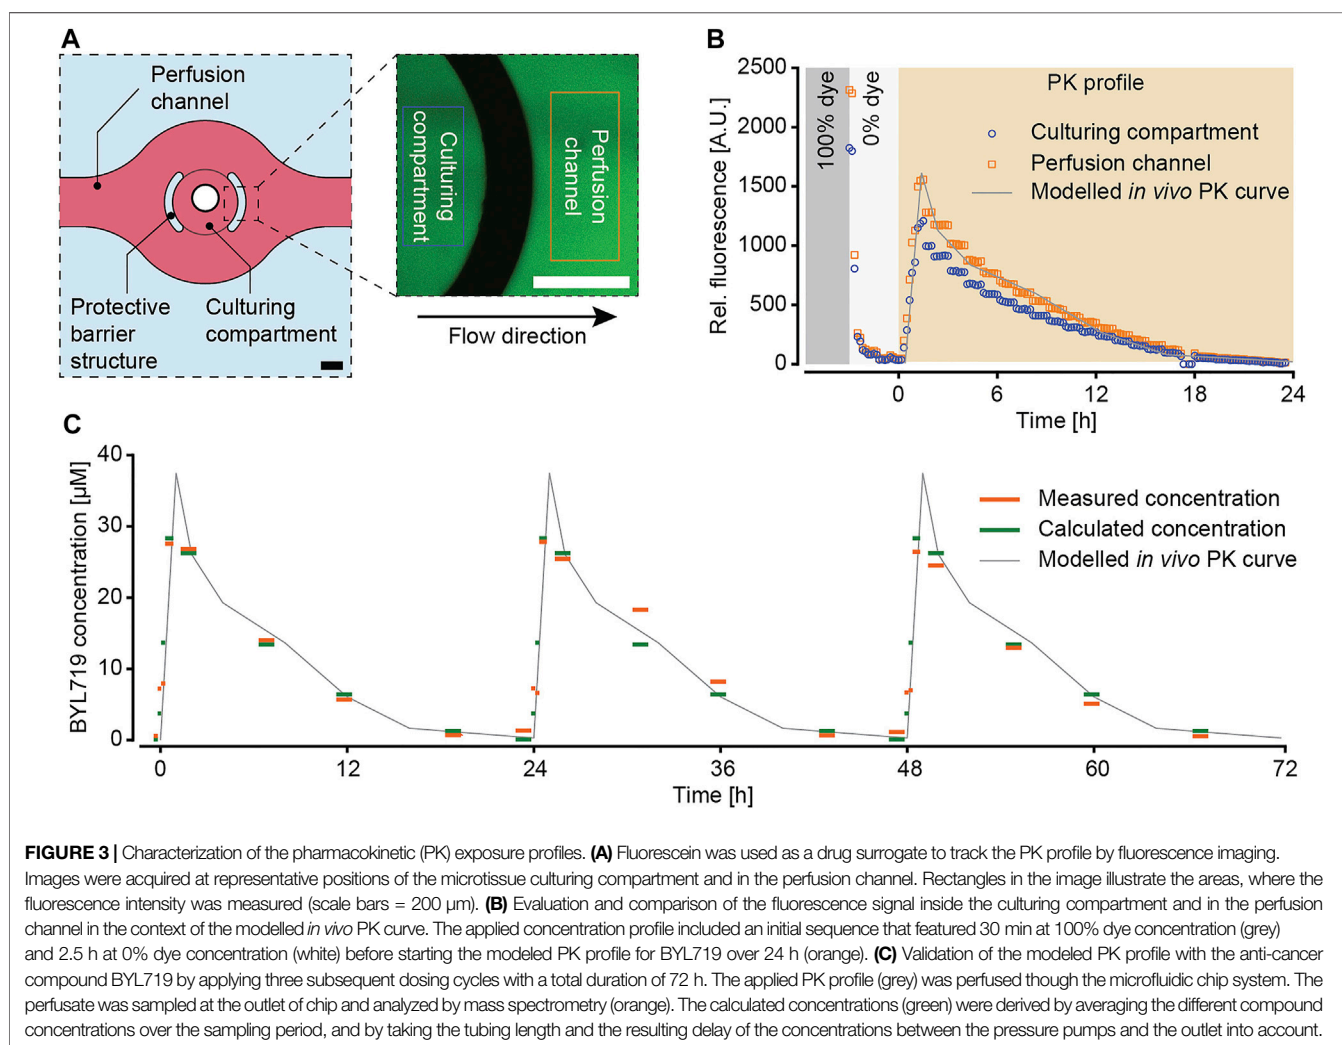 A
Perfusion
channel
Protective
barrier
structure
Culturing
compartment
Culturing
compartment
Perfusion
channel
Flow direction
B
Rel. fluorescence [A.U.]
2500
2000
1500
1000
500
0
100% dye
0% dye
PK profile
Culturing compartment
Perfusion channel
Modelled in vivo PK curve
0 6 12 18 24
Time [h]
C
BYL719 concentration [µM]
40
30
20
10
0
Measured concentration
Calculated concentration
Modelled in vivo PK curve
0 12 24 36 48 60 72
Time [h]
FIGURE 3 | Characterization of the pharmacokinetic (PK) exposure profiles. (A) Fluorescein was used as a drug surrogate to track the PK profile by fluorescence imaging.
Images were acquired at representative positions of the microtissue culturing compartment and in the perfusion channel. Rectangles in the image illustrate the areas, where the
fluorescence intensity was measured (scale bars = 200 µm). (B) Evaluation and comparison of the fluorescence signal inside the culturing compartment and in the perfusion
channel in the context of the modelled in vivo PK curve. The applied concentration profile included an initial sequence that featured 30 min at 100% dye concentration (grey)
and 2.5 h at 0% dye concentration (white) before starting the modeled PK profile for BYL719 over 24 h (orange). (C) Validation of the modeled PK profile with the anti-cancer
compound BYL719 by applying three subsequent dosing cycles with a total duration of 72 h. The applied PK profile (grey) was perfused though the microfluidic chip system. The
perfusate was sampled at the outlet of chip and analyzed by mass spectrometry (orange). The calculated concentrations (green) were derived by averaging the different compound
concentrations over the sampling period, and by taking the tubing length and the resulting delay of the concentrations between the pressure pumps and the outlet into account.